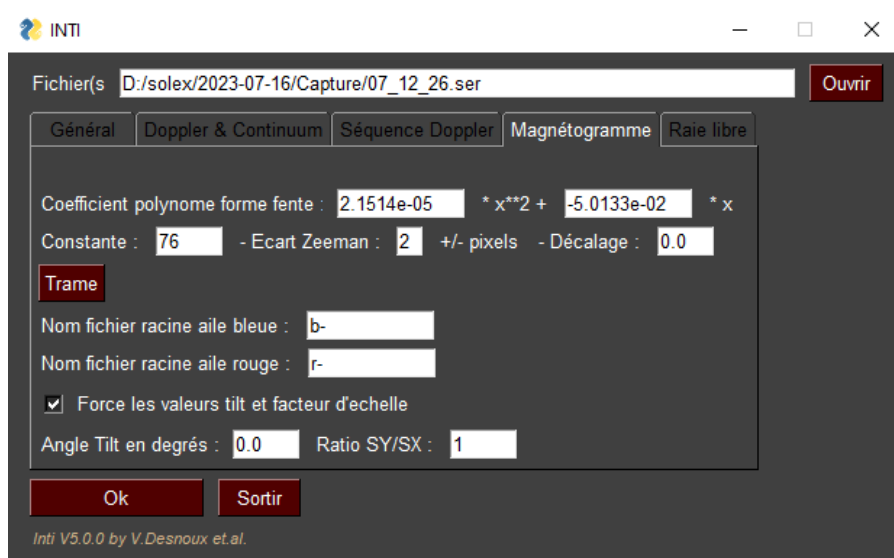 INTI
Fichier(s D:/solex/2023-07-16/Capture/07_12_26.ser Ouvrir
Général Doppler & Continuum Séquence Doppler Magnétogramme Raie libre
Coefficient polynome forme fente : 2.1514e-05 * x**2 + -5.0133e-02 * x
Constante : 76 - Ecart Zeeman : 2 +/- pixels - Décalage : 0.0
Trame
Nom fichier racine aile bleue : b-
Nom fichier racine aile rouge : r-
Force les valeurs tilt et facteur d'echelle
Angle Tilt en degrés : 0.0 Ratio SY/SX : 1
Ok Sortir
Inti V5.0.0 by V.Desnoux et.al.